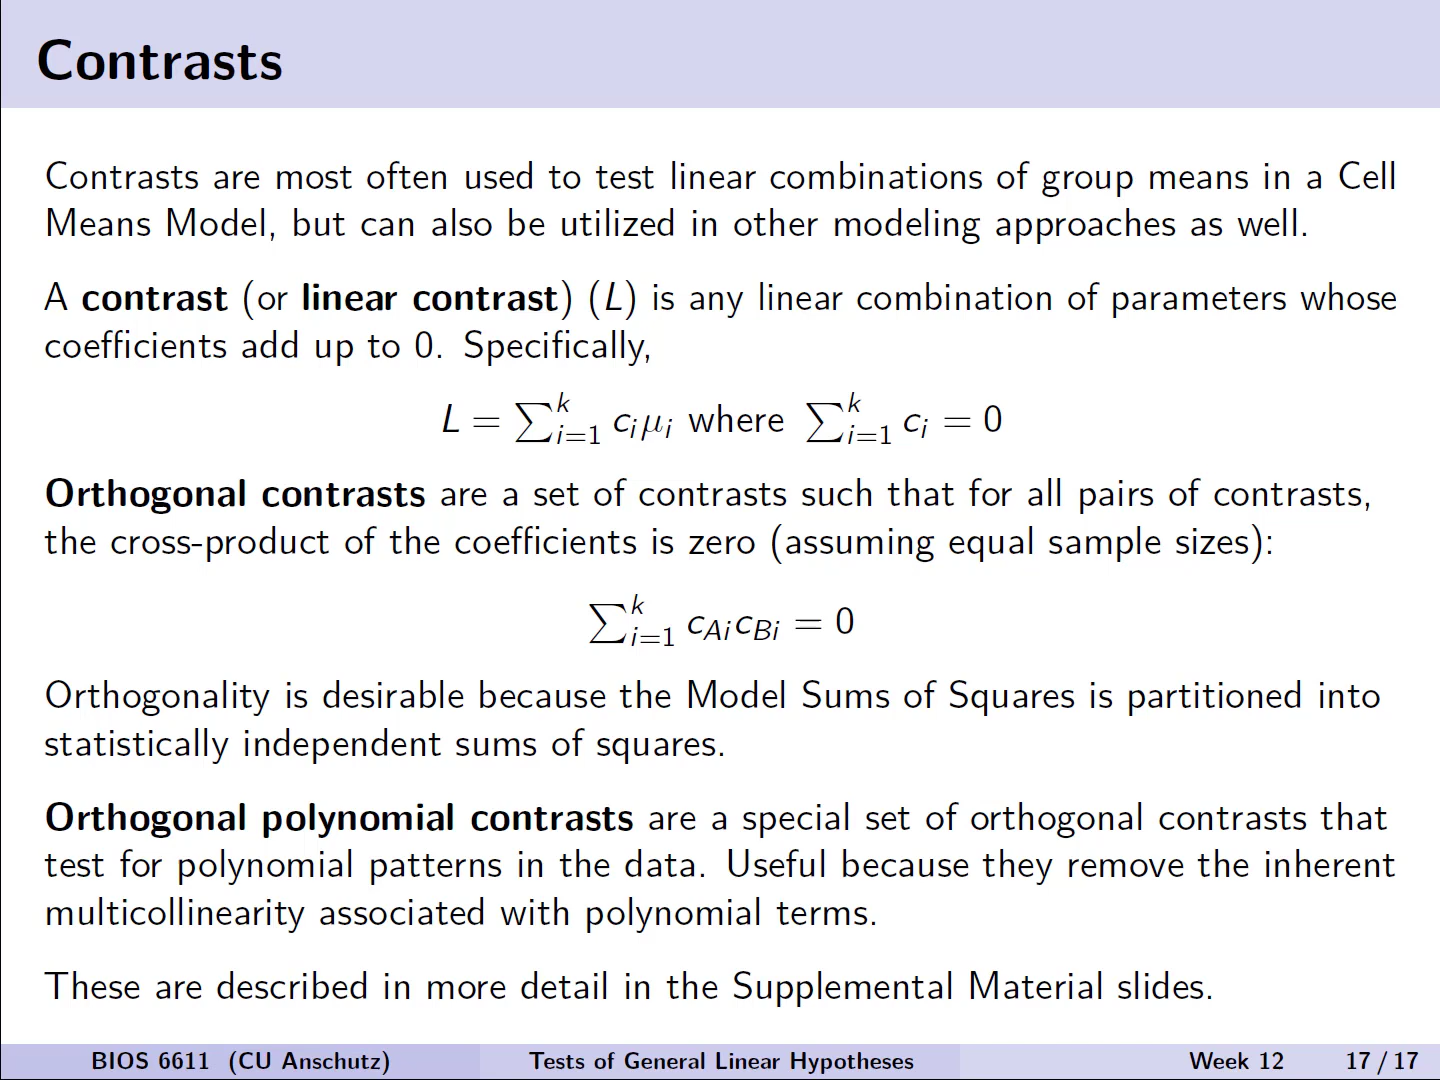 Contrasts
Contrasts are most often used to test linear combinations of group means in a Cell
Means Model, but can also be utilized in other modeling approaches as well.
A contrast (or linear contrast) (L) is any linear combination of parameters whose
coefficients add up to 0. Specifically,
L = ∑ᵏᵢ₌₁ cᵢμᵢ where ∑ᵏᵢ₌₁ cᵢ = 0
Orthogonal contrasts are a set of contrasts such that for all pairs of contrasts,
the cross-product of the coefficients is zero (assuming equal sample sizes):
∑ᵏᵢ₌₁ c_{Ai}c_{Bi} = 0
Orthogonality is desirable because the Model Sums of Squares is partitioned into
statistically independent sums of squares.
Orthogonal polynomial contrasts are a special set of orthogonal contrasts that
test for polynomial patterns in the data. Useful because they remove the inherent
multicollinearity associated with polynomial terms.
These are described in more detail in the Supplemental Material slides.
BIOS 6611 (CU Anschutz) Tests of General Linear Hypotheses Week 12 17 / 17